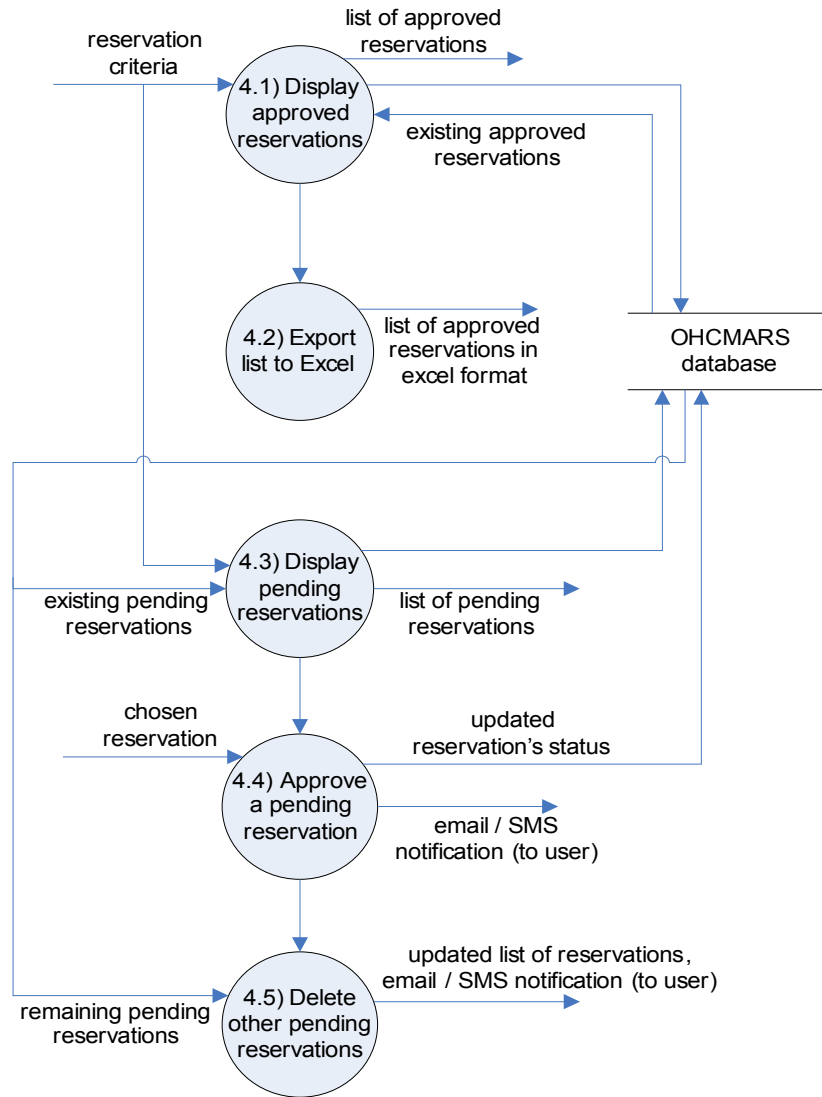 list of approved
reservations
reservation
criteria
4.1) Display
approved
reservations
existing approved
reservations
4.2) Export
list to Excel
list of approved
reservations in
excel format
OHCMARS
database
4.3) Display
pending
reservations
existing pending
reservations
list of pending
reservations
chosen
reservation
updated
reservation's status
4.4) Approve
a pending
reservation
email / SMS
notification (to user)
updated list of reservations,
email / SMS notification (to user)
4.5) Delete
other pending
reservations
remaining pending
reservations